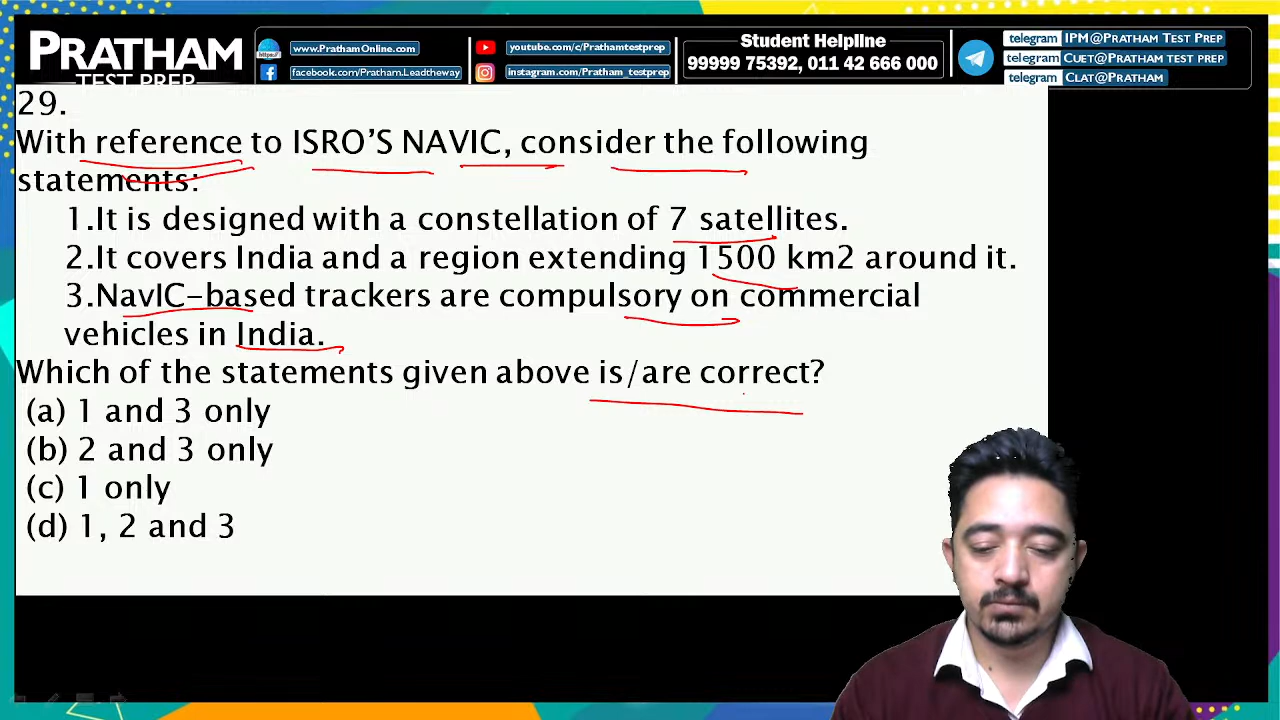 PRATHAM
TEST PREP
https://
www.PrathamOnline.com
facebook.com/Pratham.Leadtheway
youtube.com/c/Prathamtestprep
instagram.com/Pratham_testprep
Student Helpline
99999 75392, 011 42 666 000
telegram IPM@PRATHAM TEST PREP
telegram CUET@PRATHAM TEST PREP
telegram CLAT@PRATHAM
29.
With reference to ISRO’S NAVIC, consider the following
statements:
1.It is designed with a constellation of 7 satellites.
2.It covers India and a region extending 1500 km2 around it.
3.NavIC-based trackers are compulsory on commercial
vehicles in India.
Which of the statements given above is/are correct?
(a) 1 and 3 only
(b) 2 and 3 only
(c) 1 only
(d) 1, 2 and 3